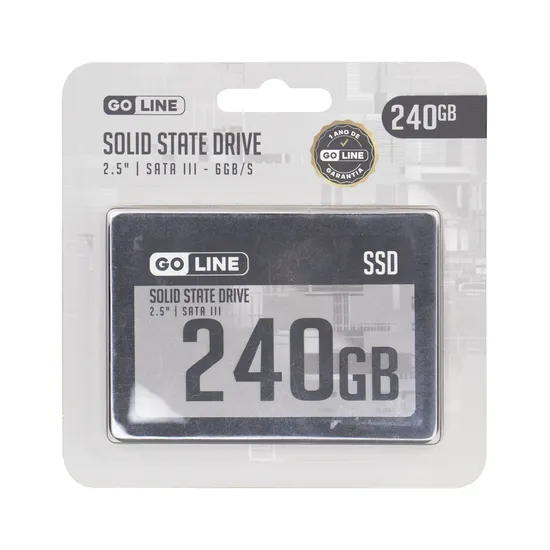 GO LINE
240GB
SOLID STATE DRIVE
2.5" | SATA III - 6GB/S
1 ANO DE
GO LINE
GARANTIA
GO LINE
SSD
SOLID STATE DRIVE
2.5" | SATA III
240GB